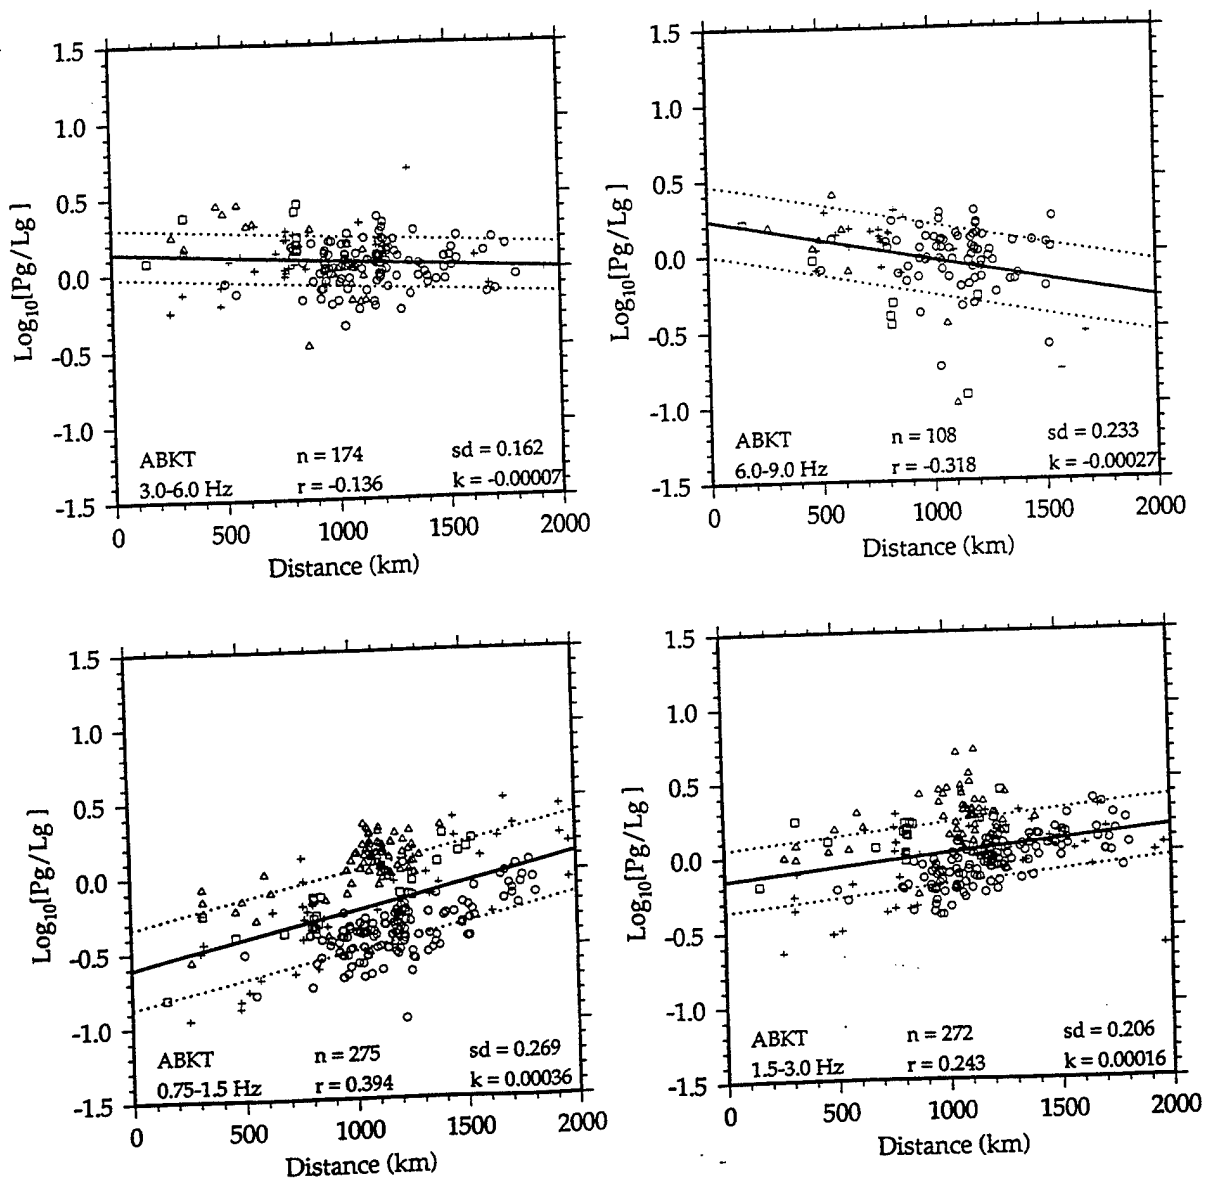 1.5
1.0
0.5
0.0
-0.5
-1.0
-1.5
Log10[Pg/Lg ]
ABKT n = 174 sd = 0.162
3.0-6.0 Hz r = -0.136 k = -0.00007
0 500 1000 1500 2000
Distance (km)
1.5
1.0
0.5
0.0
-0.5
-1.0
-1.5
Log10[Pg/Lg ]
ABKT n = 108 sd = 0.233
6.0-9.0 Hz r = -0.318 k = -0.00027
0 500 1000 1500 2000
Distance (km)
1.5
1.0
0.5
0.0
-0.5
-1.0
-1.5
Log10[Pg/Lg ]
ABKT n = 275 sd = 0.269
0.75-1.5 Hz r = 0.394 k = 0.00036
0 500 1000 1500 2000
Distance (km)
1.5
1.0
0.5
0.0
-0.5
-1.0
-1.5
Log10[Pg/Lg ]
ABKT n = 272 sd = 0.206
1.5-3.0 Hz r = 0.243 k = 0.00016
0 500 1000 1500 2000
Distance (km)